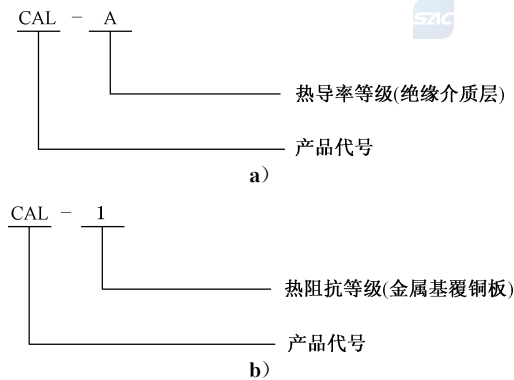 SAC
CAL - A
热导率等级(绝缘介质层)
产品代号
a)
CAL - 1
热阻抗等级(金属基覆铜板)
产品代号
b)